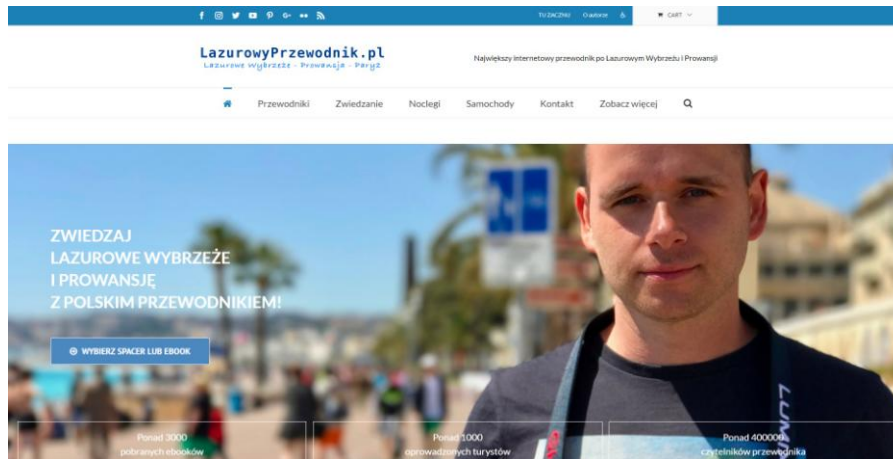 TU ZACZNIJ O autorze CART
LazurowyPrzewodnik.pl
Lazurowe Wybrzeże - Prowansja - Paryż
Największy internetowy przewodnik po Lazurowym Wybrzeżu i Prowansji
Przewodniki Zwiedzanie Noclegi Samochody Kontakt Zobacz więcej
ZWIEDZAJ
LAZUROWE WYBRZEŻE
I PROWANSJĘ
Z POLSKIM PRZEWODNIKIEM!
WYBIERZ SPACER LUB EBOOK
Ponad 3000 Ponad 1000 Ponad 400000
pobranych ebooków oprowadzonych turystów czytelników przewodnika